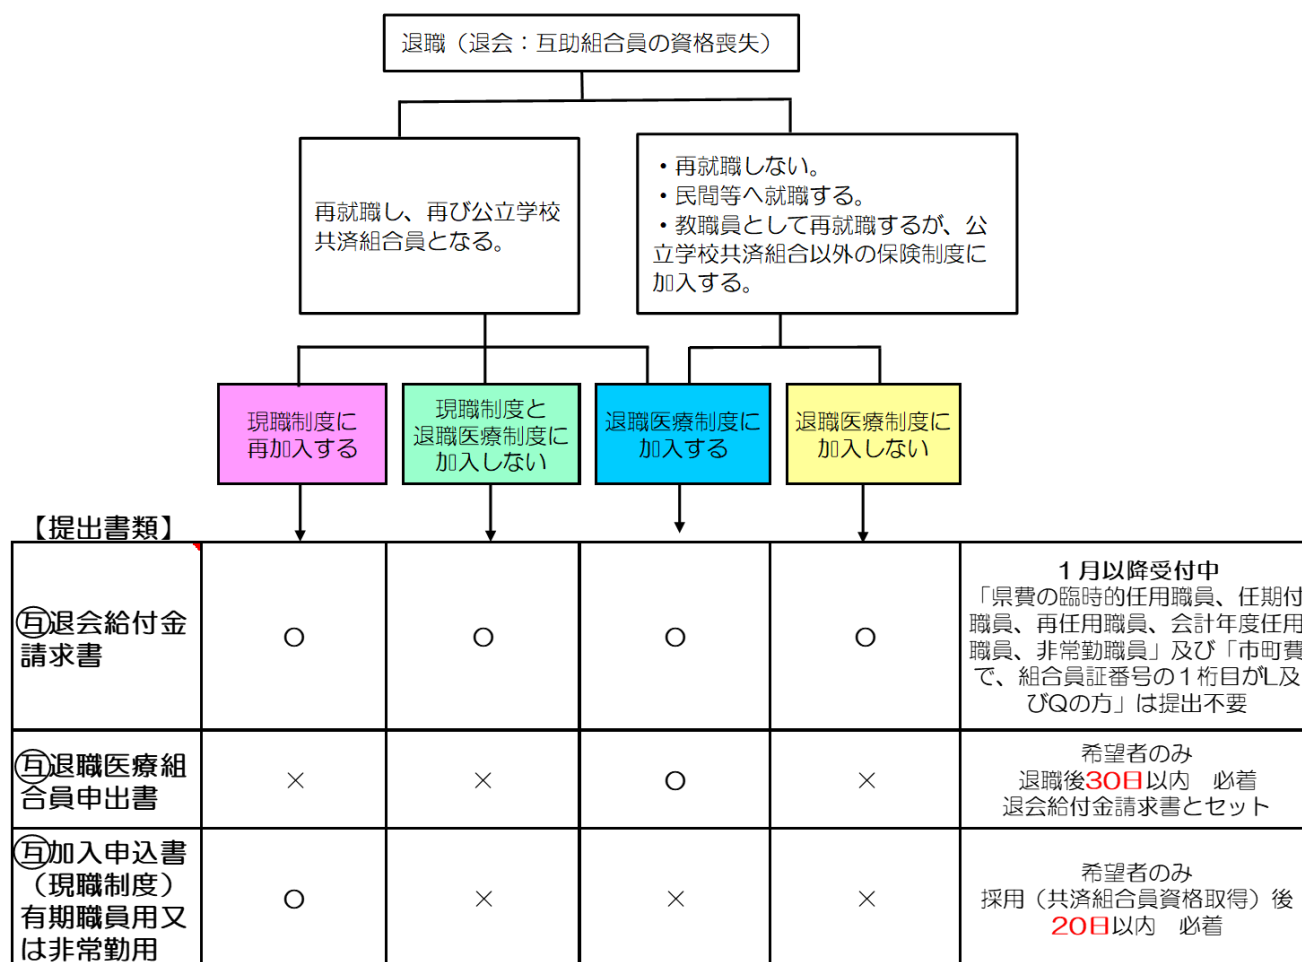 退職（退会：互助組合員の資格喪失）
再就職し、再び公立学校
共済組合員となる。
・再就職しない。
・民間等へ就職する。
・教職員として再就職するが、公
立学校共済組合以外の保険制度に
加入する。
現職制度に
再加入する
現職制度と
退職医療制度に
加入しない
退職医療制度に
加入する
退職医療制度に
加入しない
【提出書類】
㊄退会給付金
請求書
○
○
○
○
１月以降受付中
「県費の臨時的任用職員、任期付
職員、再任用職員、会計年度任用
職員、非常勤職員」及び「市町費
で、組合員証番号の１桁目がL及
びQの方」は提出不要
互退職医療組
合員申出書
×
×
○
×
希望者のみ
退職後30日以内　必着
退会給付金請求書とセット
互加入申込書
（現職制度）
有期職員用又
は非常勤用
○
×
×
×
希望者のみ
採用（共済組合員資格取得）後
20日以内　必着